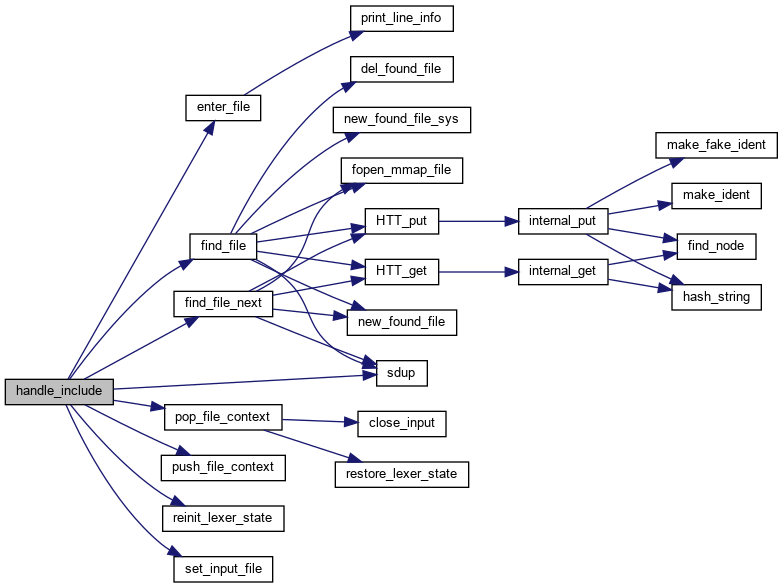 print_line_info
del_found_file
enter_file
new_found_file_sys
make_fake_ident
fopen_mmap_file
make_ident
HTT_put
internal_put
find_file
find_node
HTT_get
internal_get
find_file_next
hash_string
new_found_file
sdup
handle_include
pop_file_context
close_input
push_file_context
restore_lexer_state
reinit_lexer_state
set_input_file